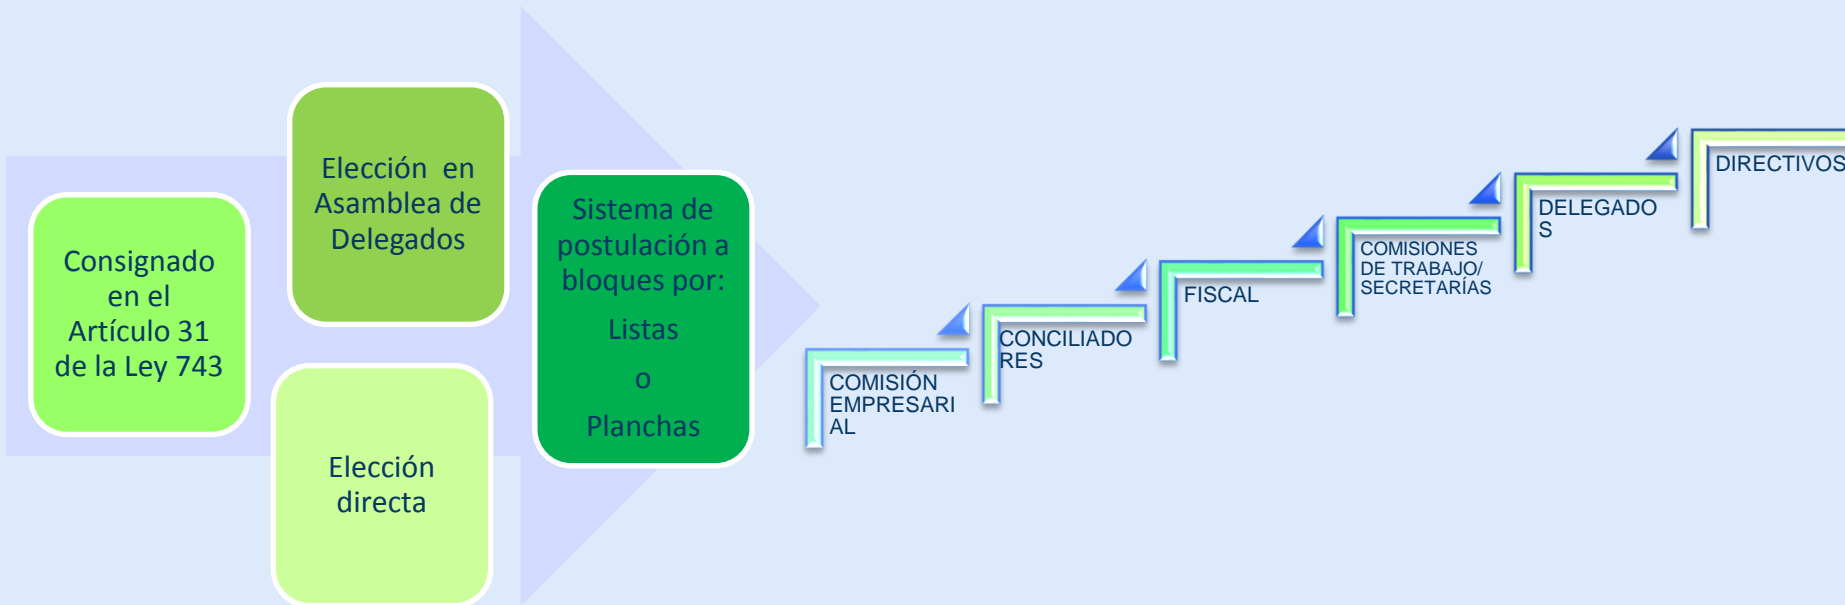 Consignado
en el
Artículo 31
de la Ley 743
Elección en
Asamblea de
Delegados
Elección
directa
Sistema de
postulación a
bloques por:
Listas
o
Planchas
COMISIÓN
EMPRESARI
AL
CONCILIADO
RES
FISCAL
COMISIONES
DE TRABAJO/
SECRETARÍAS
DELEGADO
S
DIRECTIVOS